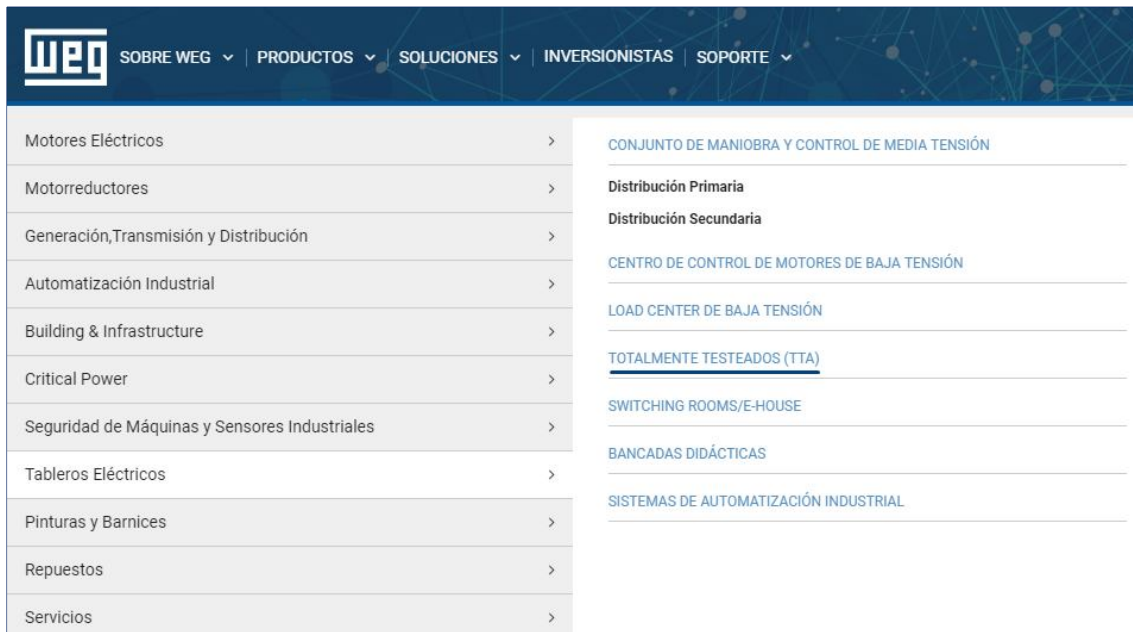 weg SOBRE WEG PRODUCTOS SOLUCIONES INVERSIONISTAS SOPORTE
Motores Eléctricos
Motorreductores
Generación,Transmisión y Distribución
Automatización Industrial
Building & Infrastructure
Critical Power
Seguridad de Máquinas y Sensores Industriales
Tableros Eléctricos
Pinturas y Barnices
Repuestos
Servicios
CONJUNTO DE MANIOBRA Y CONTROL DE MEDIA TENSIÓN
Distribución Primaria
Distribución Secundaria
CENTRO DE CONTROL DE MOTORES DE BAJA TENSIÓN
LOAD CENTER DE BAJA TENSIÓN
TOTALMENTE TESTEADOS (TTA)
SWITCHING ROOMS/E-HOUSE
BANCADAS DIDÁCTICAS
SISTEMAS DE AUTOMATIZACIÓN INDUSTRIAL